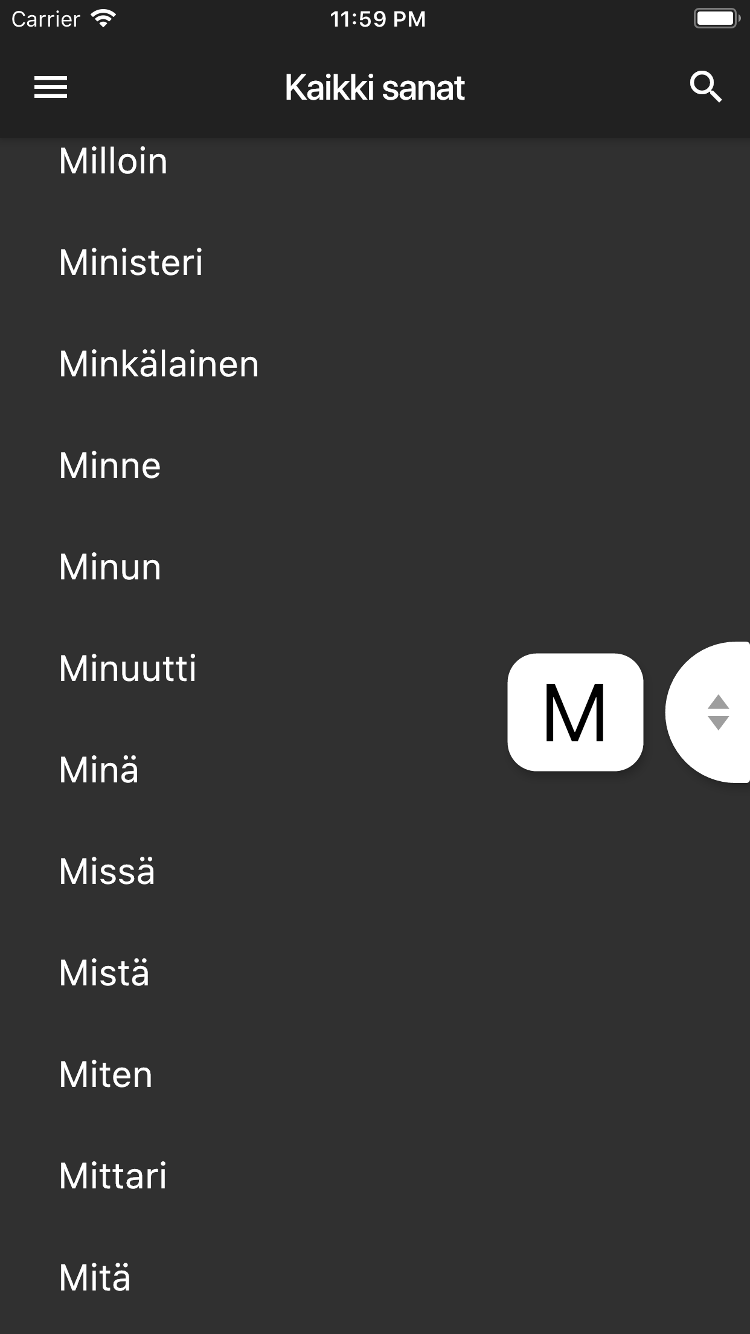 Carrier 11:59 PM
Kaikki sanat
Milloin
Ministeri
Minkälainen
Minne
Minun
Minuutti
M
Minä
Missä
Mistä
Miten
Mittari
Mitä